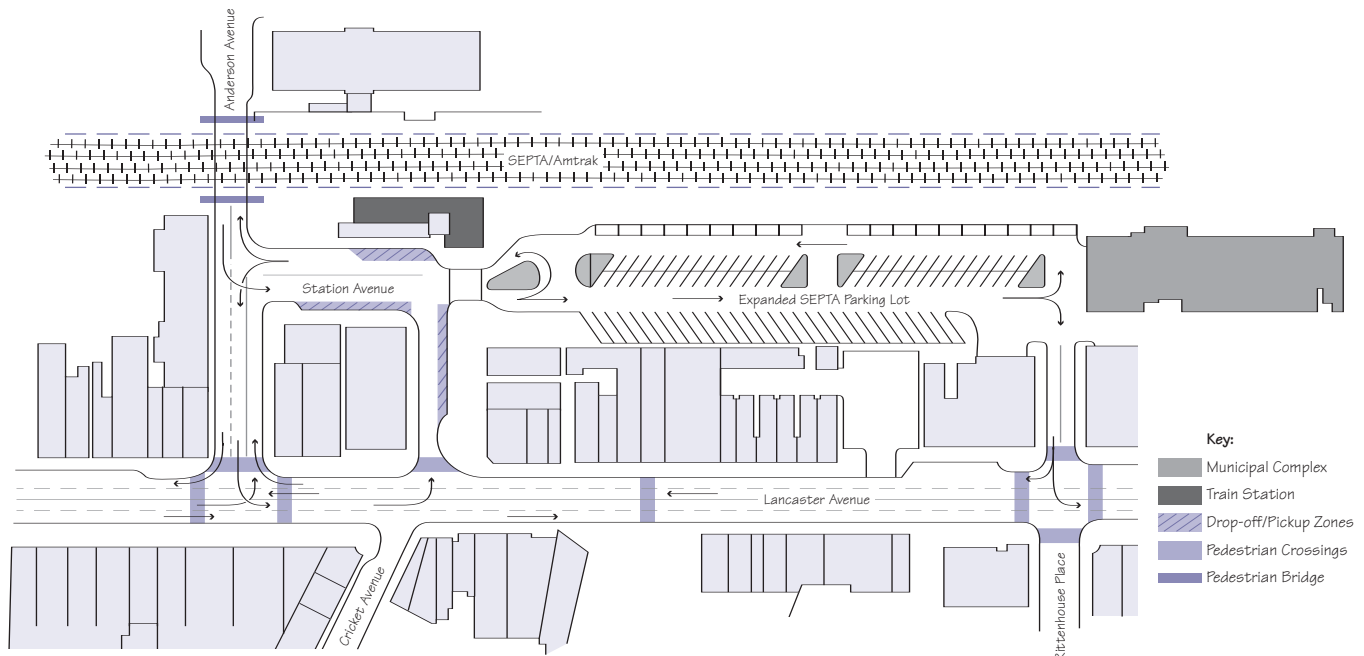 Anderson Avenue
SEPTA/Amtrak
Station Avenue
Expanded SEPTA Parking Lot
Lancaster Avenue
Cricket Avenue
Rittenhouse Place
Key:
Municipal Complex
Train Station
Drop-off/Pickup Zones
Pedestrian Crossings
Pedestrian Bridge